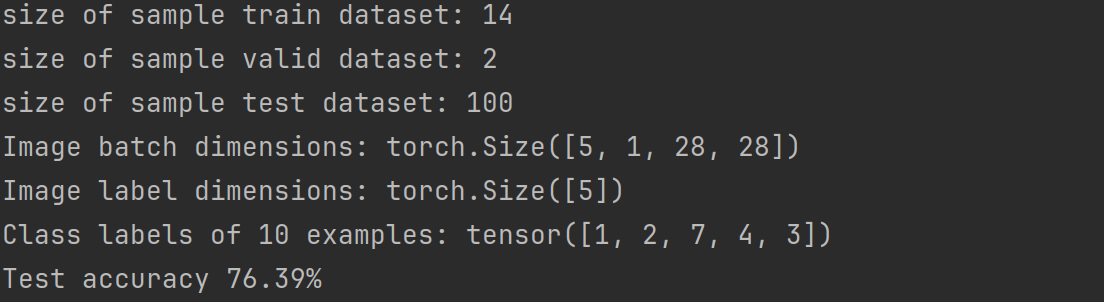 size of sample train dataset: 14
size of sample valid dataset: 2
size of sample test dataset: 100
Image batch dimensions: torch.Size([5, 1, 28, 28])
Image label dimensions: torch.Size([5])
Class labels of 10 examples: tensor([1, 2, 7, 4, 3])
Test accuracy 76.39%